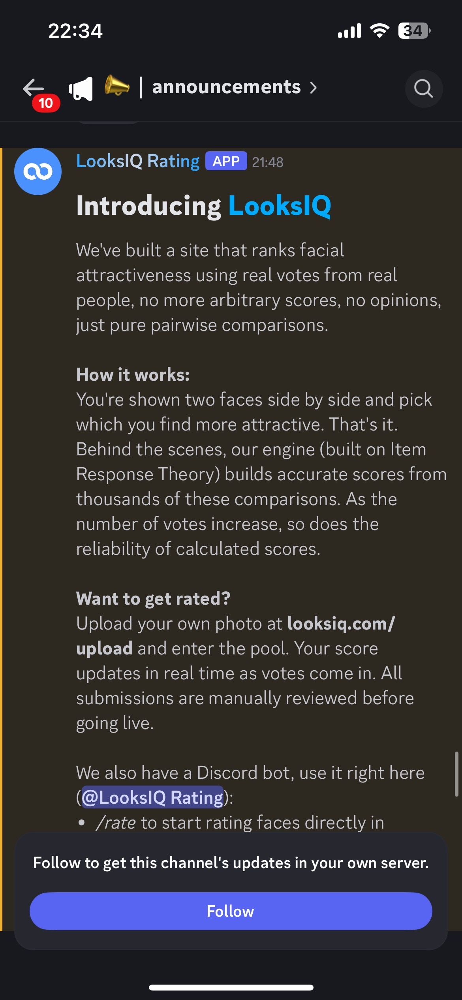 22:34
34
10
| announcements >
LooksIQ Rating APP 21:48
Introducing LooksIQ
We've built a site that ranks facial
attractiveness using real votes from real
people, no more arbitrary scores, no opinions,
just pure pairwise comparisons.
How it works:
You're shown two faces side by side and pick
which you find more attractive. That's it.
Behind the scenes, our engine (built on Item
Response Theory) builds accurate scores from
thousands of these comparisons. As the
number of votes increase, so does the
reliability of calculated scores.
Want to get rated?
Upload your own photo at looksiq.com/
upload and enter the pool. Your score
updates in real time as votes come in. All
submissions are manually reviewed before
going live.
We also have a Discord bot, use it right here
(@LooksIQ Rating):
• /rate to start rating faces directly in
Follow to get this channel's updates in your own server.
Follow